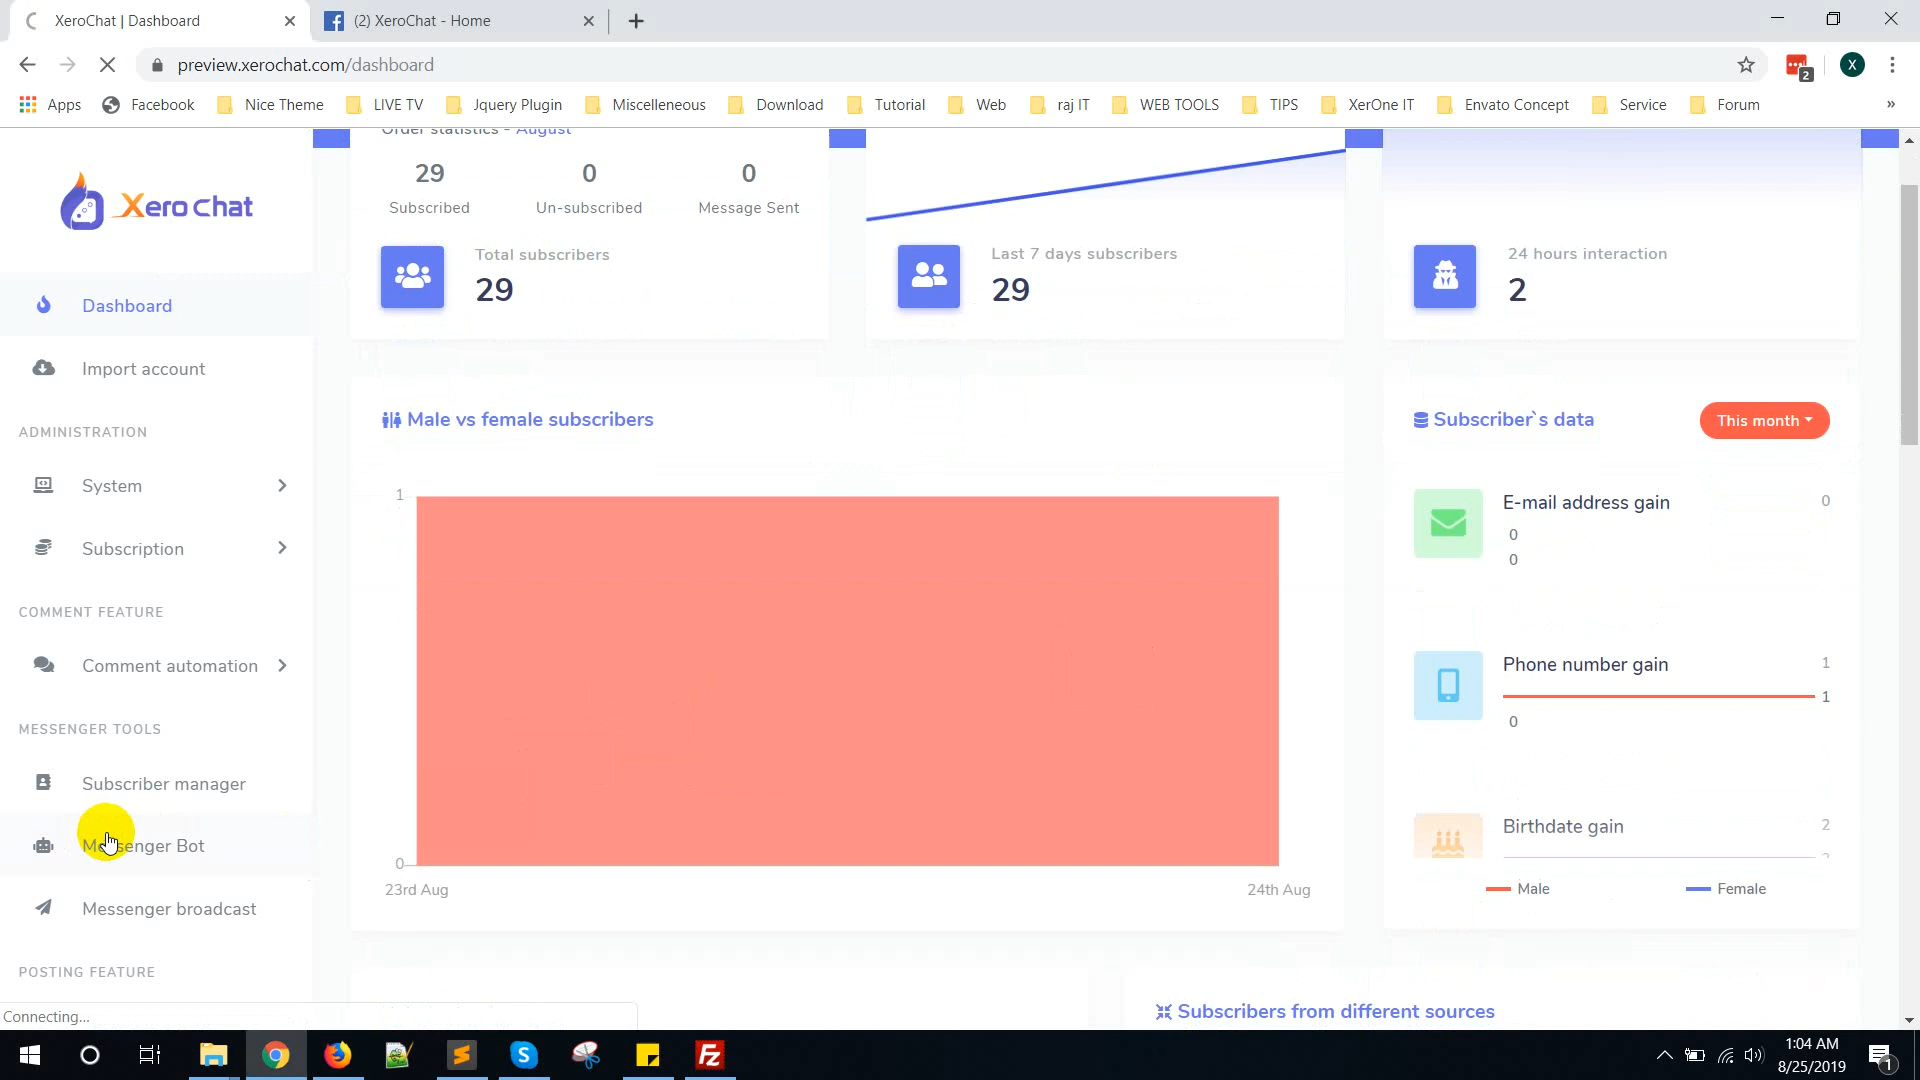 XeroChat | Dashboard
(2) XeroChat - Home
preview.xerochat.com/dashboard
2
X
Apps Facebook Nice Theme LIVE TV Jquery Plugin Miscelleneous Download Tutorial Web raj IT WEB TOOLS TIPS XerOne IT Envato Concept Service Forum »
Xero Chat
Dashboard
Import account
ADMINISTRATION
System
Subscription
COMMENT FEATURE
Comment automation
MESSENGER TOOLS
Subscriber manager
Messenger Bot
Messenger broadcast
POSTING FEATURE
Connecting...
Order statistics - August
29 0 0
Subscribed Un-subscribed Message Sent
Total subscribers
29
Last 7 days subscribers
29
24 hours interaction
2
Male vs female subscribers
1
0
23rd Aug 24th Aug
Subscriber`s data
This month
E-mail address gain 0
0
0
Phone number gain 1
1
0
Birthdate gain 2
Male Female
Subscribers from different sources
1:04 AM
8/25/2019
1